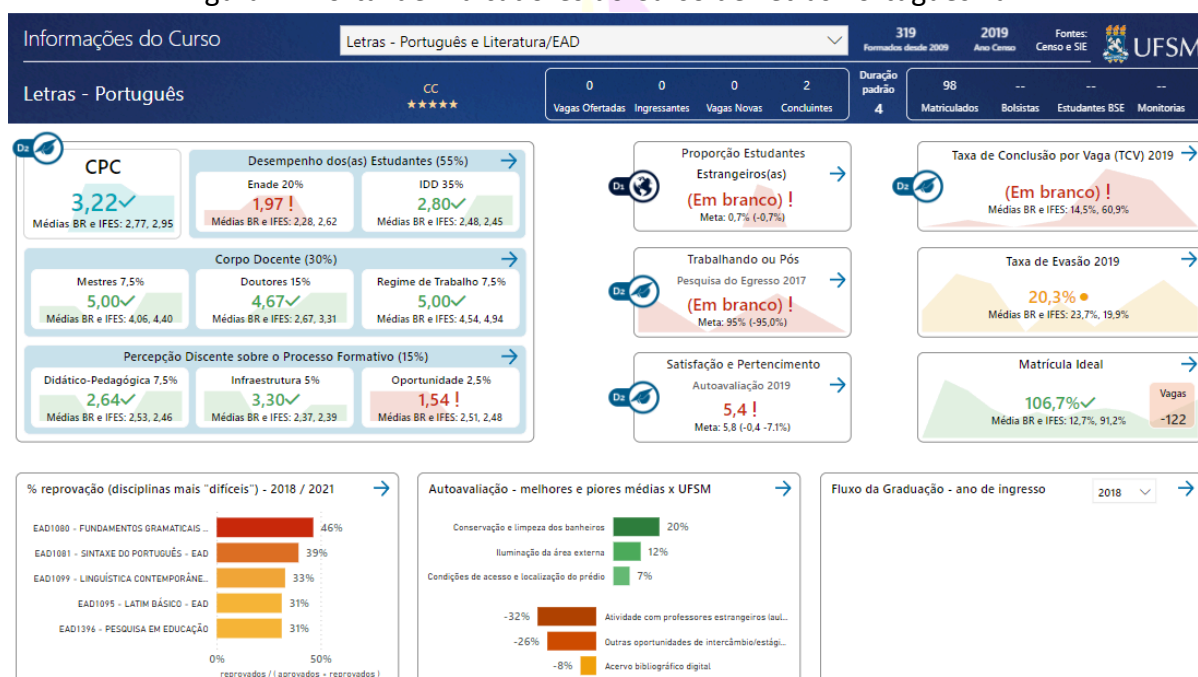 Informações do Curso
Letras - Português e Literatura/EAD
319
Formados desde 2009
2019
Ano Censo
Fontes:
Censo e SIE
UFSM
Letras - Português
CC
★★★★★
0
Vagas Ofertadas
0
Ingressantes
0
Vagas Novas
2
Concluintes
Duração
padrão
4
98
Matriculados
--
Bolsistas
--
Estudantes BSE
--
Monitorias
D2
CPC
3,22✓
Médias BR e IFES: 2,77, 2,95
Desempenho dos(as) Estudantes (55%)
Enade 20%
1,97 !
Médias BR e IFES: 2,28, 2,62
IDD 35%
2,80✓
Médias BR e IFES: 2,48, 2,45
Corpo Docente (30%)
Mestres 7,5%
5,00✓
Médias BR e IFES: 4,06, 4,40
Doutores 15%
4,67✓
Médias BR e IFES: 2,67, 3,31
Regime de Trabalho 7,5%
5,00✓
Médias BR e IFES: 4,54, 4,94
Percepção Discente sobre o Processo Formativo (15%)
Didático-Pedagógica 7,5%
2,64✓
Médias BR e IFES: 2,53, 2,46
Infraestrutura 5%
3,30✓
Médias BR e IFES: 2,37, 2,39
Oportunidade 2,5%
1,54 !
Médias BR e IFES: 2,51, 2,48
D1
Proporção Estudantes
Estrangeiros(as)
(Em branco) !
Meta: 0,7% (-0,7%)
D2
Trabalhando ou Pós
Pesquisa do Egresso 2017
(Em branco) !
Meta: 95% (-95,0%)
D2
Satisfação e Pertencimento
Autoavaliação 2019
5,4 !
Meta: 5,8 (-0,4 -7.1%)
D2
Taxa de Conclusão por Vaga (TCV) 2019
(Em branco) !
Médias BR e IFES: 14,5%, 60,9%
Taxa de Evasão 2019
20,3%
Médias BR e IFES: 23,7%, 19,9%
Matrícula Ideal
106,7%✓
Média BR e IFES: 12,7%, 91,2%
Vagas
-122
% reprovação (disciplinas mais "difíceis") - 2018 / 2021
EAD1080 - FUNDAMENTOS GRAMATICAIS ...
46%
EAD1081 - SINTAXE DO PORTUGUÊS - EAD
39%
EAD1099 - LINGUÍSTICA CONTEMPORÂNE...
33%
EAD1095 - LATIM BÁSICO - EAD
31%
EAD1396 - PESQUISA EM EDUCAÇÃO
31%
0%
50%
reprovados / ( aprovados + reprovados )
Autoavaliação - melhores e piores médias x UFSM
Conservação e limpeza dos banheiros
20%
Iluminação da área externa
12%
Condições de acesso e localização do prédio
7%
-32%
Atividade com professores estrangeiros (aul...
-26%
Outras oportunidades de intercâmbio/estági...
-8%
Acervo bibliográfico digital
Fluxo da Graduação - ano de ingresso
2018